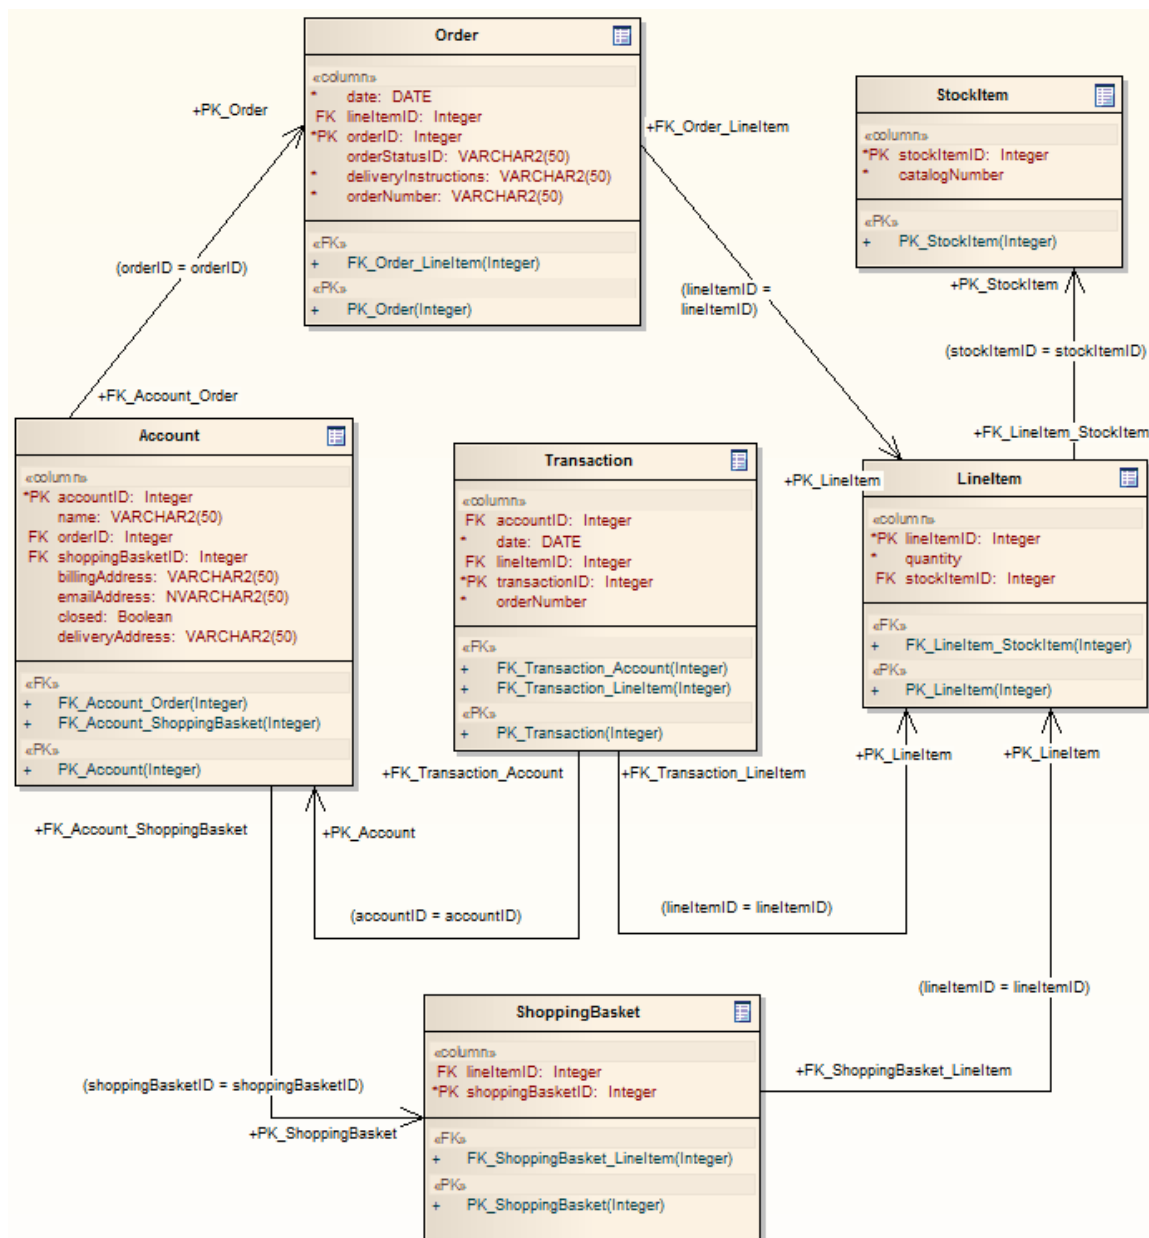 Order
«column»
* date: DATE
FK lineItemID: Integer
*PK orderID: Integer
orderStatusID: VARCHAR2(50)
* deliveryInstructions: VARCHAR2(50)
* orderNumber: VARCHAR2(50)
«FK»
+ FK_Order_LineItem(Integer)
«PK»
+ PK_Order(Integer)
+PK_Order
(orderID = orderID)
+FK_Account_Order
+FK_Order_LineItem
(lineItemID =
lineItemID)
+PK_LineItem
StockItem
«column»
*PK stockItemID: Integer
* catalogNumber
«PK»
+ PK_StockItem(Integer)
+PK_StockItem
(stockItemID = stockItemID)
+FK_LineItem_StockItem
Account
«column»
*PK accountID: Integer
name: VARCHAR2(50)
FK orderID: Integer
FK shoppingBasketID: Integer
billingAddress: VARCHAR2(50)
emailAddress: NVARCHAR2(50)
closed: Boolean
deliveryAddress: VARCHAR2(50)
«FK»
+ FK_Account_Order(Integer)
+ FK_Account_ShoppingBasket(Integer)
«PK»
+ PK_Account(Integer)
Transaction
«column»
FK accountID: Integer
* date: DATE
FK lineItemID: Integer
*PK transactionID: Integer
* orderNumber
«FK»
+ FK_Transaction_Account(Integer)
+ FK_Transaction_LineItem(Integer)
«PK»
+ PK_Transaction(Integer)
LineItem
«column»
*PK lineItemID: Integer
* quantity
FK stockItemID: Integer
«FK»
+ FK_LineItem_StockItem(Integer)
«PK»
+ PK_LineItem(Integer)
+FK_Transaction_Account
+FK_Transaction_LineItem
+PK_LineItem
+PK_LineItem
+FK_Account_ShoppingBasket
+PK_Account
(accountID = accountID)
(lineItemID = lineItemID)
(lineItemID = lineItemID)
(shoppingBasketID = shoppingBasketID)
+PK_ShoppingBasket
+FK_ShoppingBasket_LineItem
ShoppingBasket
«column»
FK lineItemID: Integer
*PK shoppingBasketID: Integer
«FK»
+ FK_ShoppingBasket_LineItem(Integer)
«PK»
+ PK_ShoppingBasket(Integer)